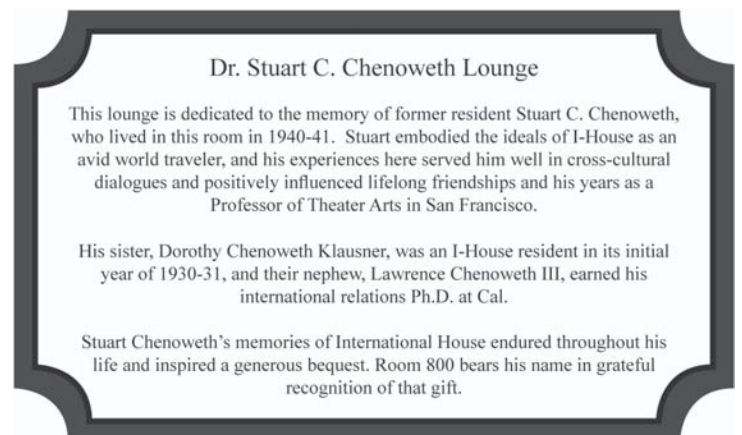 Dr. Stuart C. Chenoweth Lounge
This lounge is dedicated to the memory of former resident Stuart C. Chenoweth,
who lived in this room in 1940-41. Stuart embodied the ideals of I-House as an
avid world traveler, and his experiences here served him well in cross-cultural
dialogues and positively influenced lifelong friendships and his years as a
Professor of Theater Arts in San Francisco.
His sister, Dorothy Chenoweth Klausner, was an I-House resident in its initial
year of 1930-31, and their nephew, Lawrence Chenoweth III, earned his
international relations Ph.D. at Cal.
Stuart Chenoweth’s memories of International House endured throughout his
life and inspired a generous bequest. Room 800 bears his name in grateful
recognition of that gift.